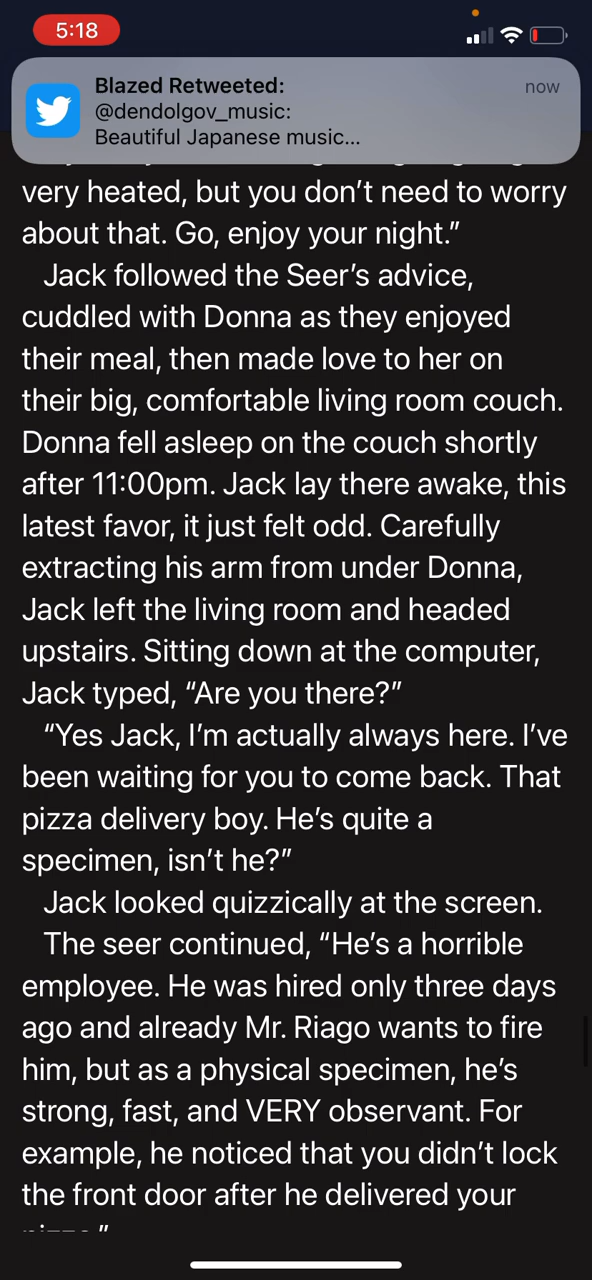 5:18
Blazed Retweeted:
now
@dendolgov_music:
Beautiful Japanese music...
very heated, but you don’t need to worry
about that. Go, enjoy your night.”
Jack followed the Seer’s advice,
cuddled with Donna as they enjoyed
their meal, then made love to her on
their big, comfortable living room couch.
Donna fell asleep on the couch shortly
after 11:00pm. Jack lay there awake, this
latest favor, it just felt odd. Carefully
extracting his arm from under Donna,
Jack left the living room and headed
upstairs. Sitting down at the computer,
Jack typed, “Are you there?”
“Yes Jack, I’m actually always here. I’ve
been waiting for you to come back. That
pizza delivery boy. He’s quite a
specimen, isn’t he?”
Jack looked quizzically at the screen.
The seer continued, “He’s a horrible
employee. He was hired only three days
ago and already Mr. Riago wants to fire
him, but as a physical specimen, he’s
strong, fast, and VERY observant. For
example, he noticed that you didn’t lock
the front door after he delivered your